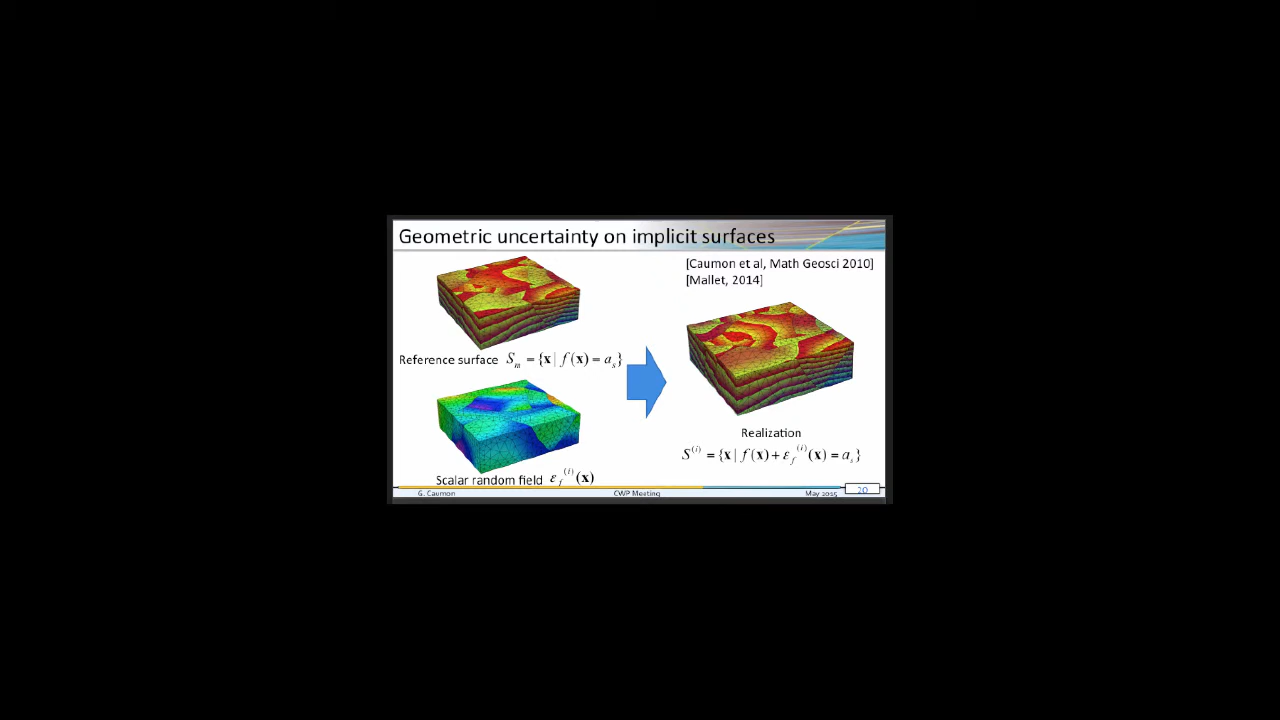 Geometric uncertainty on implicit surfaces
[Caumon et al, Math Geosci 2010]
[Mallet, 2014]
Reference surface S_m = {x | f(x) = a_s}
Realization
S^(i) = {x | f(x) + ε_f^(i)(x) = a_s}
Scalar random field ε_f^(i)(x)
G. Caumon CWP Meeting May 2015 20